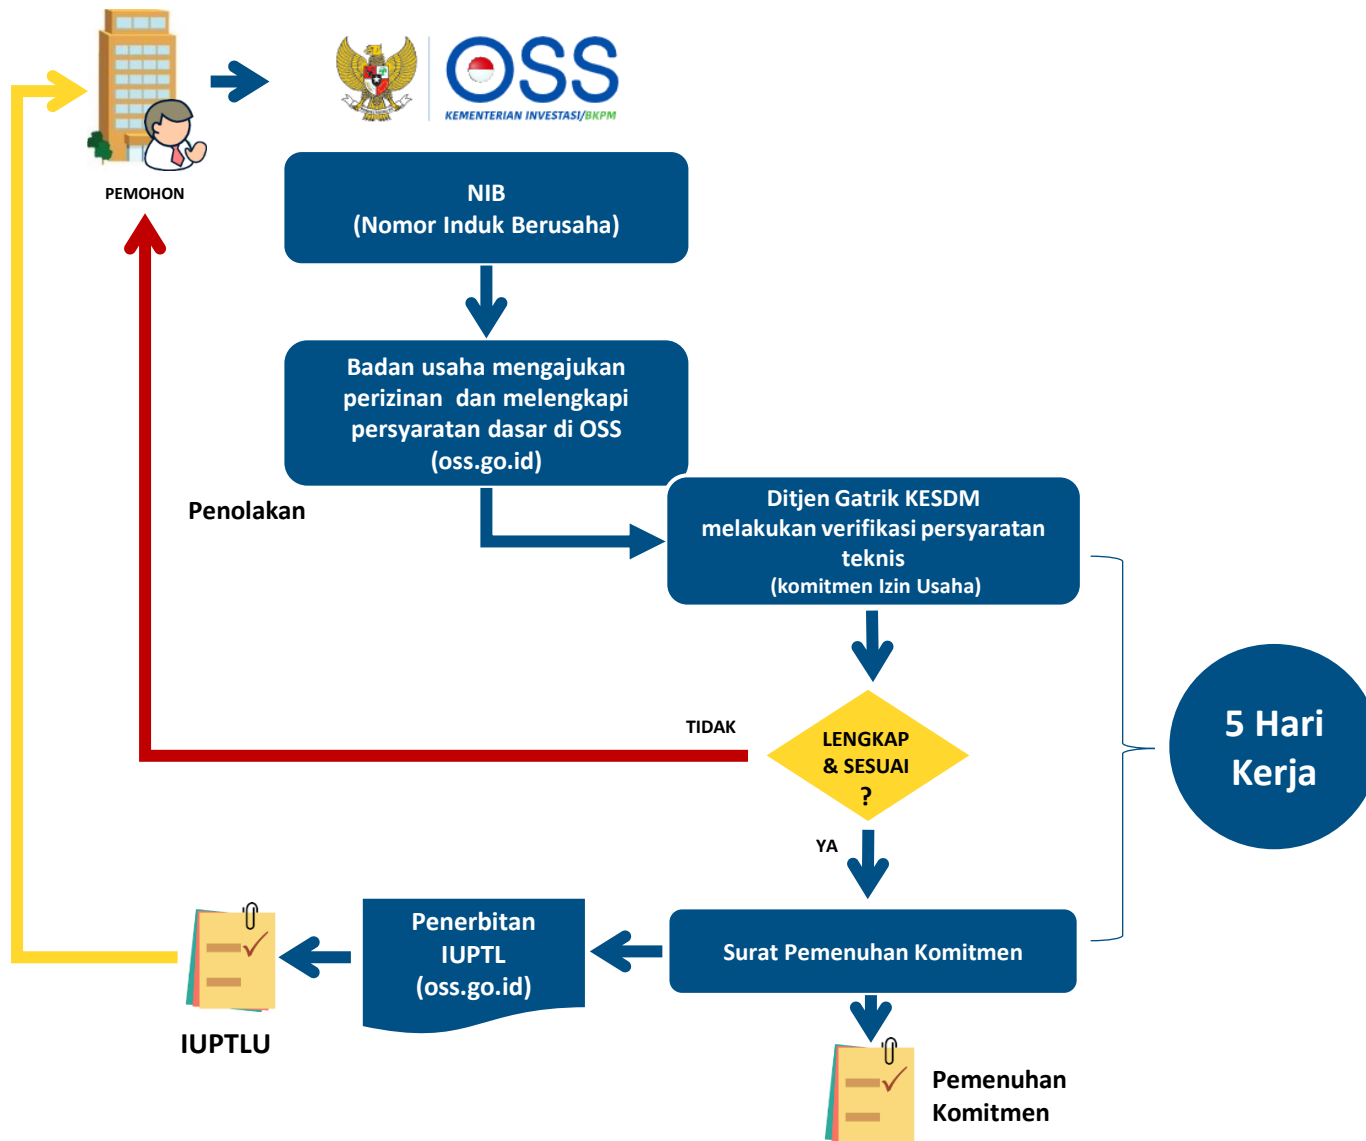 OSS
KEMENTERIAN INVESTASI/BKPM
PEMOHON
NIB
(Nomor Induk Berusaha)
Badan usaha mengajukan
perizinan dan melengkapi
persyaratan dasar di OSS
(oss.go.id)
Penolakan
Ditjen Gatrik KESDM
melakukan verifikasi persyaratan
teknis
(komitmen Izin Usaha)
TIDAK
LENGKAP
& SESUAI
?
5 Hari
Kerja
YA
Penerbitan
IUPTL
(oss.go.id)
Surat Pemenuhan Komitmen
IUPTLU
Pemenuhan
Komitmen